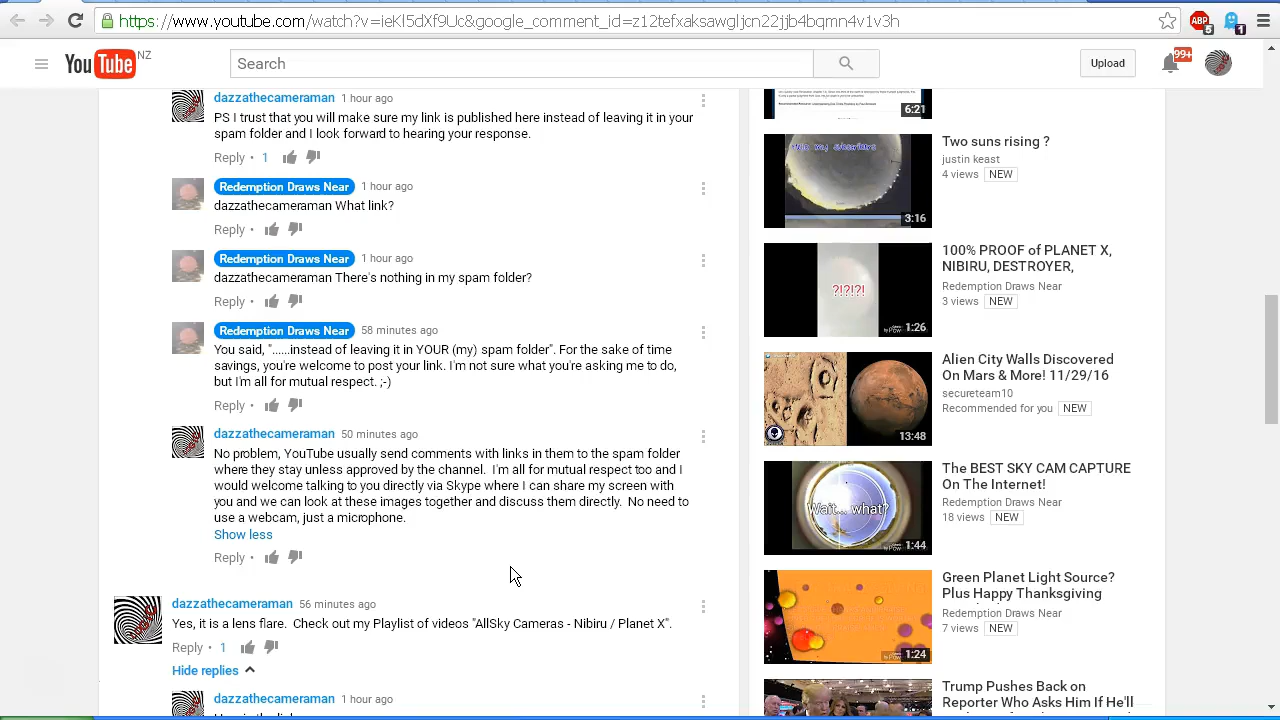 https://www.youtube.com/watch?v=ieKl5dXf9Uc&google_comment_id=z12tefxaksawgljcn22jjb4bqmn4v1v3h
ABP
5
1
YouTube NZ
Search
Upload
99+
dazzathecameraman 1 hour ago
I trust you will ensure my link is published here instead of leaving it in your
spam folder and I look forward to hearing your response.
Reply • 1
Redemption Draws Near 1 hour ago
dazzathecameraman What link?
Reply •
Redemption Draws Near 1 hour ago
dazzathecameraman There's nothing in my spam folder?
Reply •
Redemption Draws Near 58 minutes ago
You said, "......instead of leaving it in YOUR (my) spam folder". For the sake of time
savings, you're welcome to post your link. I'm not sure what you're asking me to do,
but I'm all for mutual respect. ;-)
Reply •
dazzathecameraman 50 minutes ago
No problem, YouTube usually send comments with links in them to the spam folder
where they stay unless approved by the channel.  I'm all for mutual respect too and I
would welcome talking to you directly via Skype where I can share my screen with
you and we can look at these images together and discuss them directly.  No need to
use a webcam, just a microphone.
Show less
Reply •
dazzathecameraman 56 minutes ago
Yep, it is a lens flare.  Check out my Playlist of videos "AllSky Cameras - Nibiru / Planet X".
Reply • 1
Hide replies
dazzathecameraman 1 hour ago
6:21
Two suns rising ?
justin keast
4 views NEW
3:16
100% PROOF of PLANET X,
NIBIRU, DESTROYER,
Redemption Draws Near
3 views NEW
?!?!?!
1:26
Alien City Walls Discovered
On Mars & More! 11/29/16
secureteam10
Recommended for you NEW
13:48
The BEST SKY CAM CAPTURE
On The Internet!
Redemption Draws Near
18 views NEW
Wait... what?
1:44
Green Planet Light Source?
Plus Happy Thanksgiving
Redemption Draws Near
7 views NEW
1:24
Trump Pushes Back on
Reporter Who Asks Him If He'll